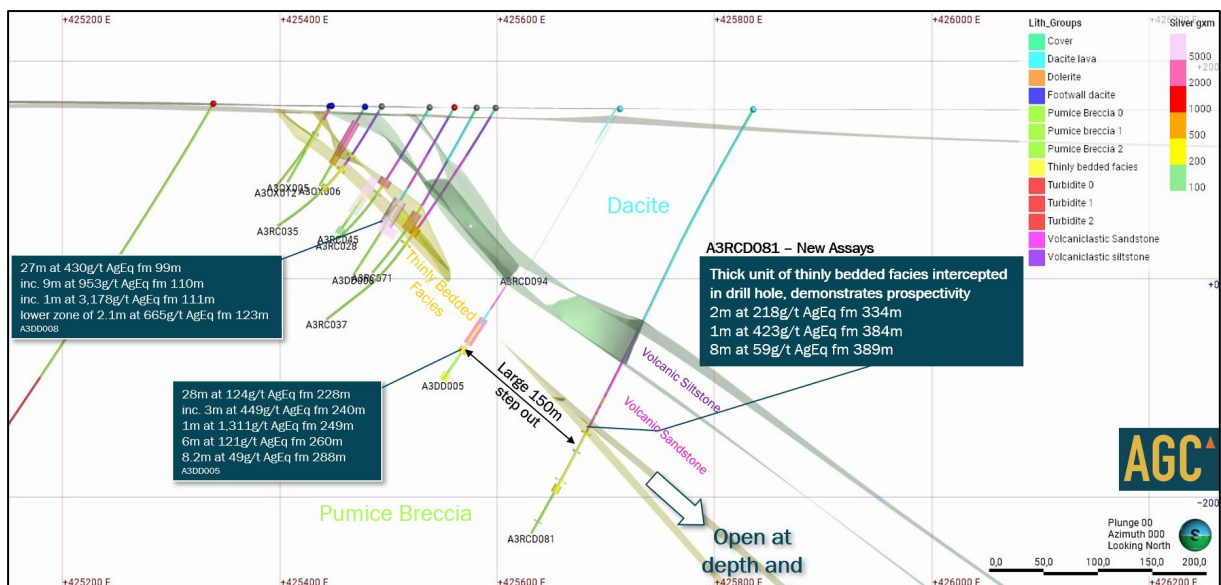 +425200 E
+425400 E
+425600 E
+425800 E
+426000 E
Lith_Groups
Cover
Dacite lava
Dolerite
Footwall dacite
Pumice Breccia 0
Pumice breccia 1
Pumice Breccia 2
Thinly bedded facies
Turbidite 0
Turbidite 1
Turbidite 2
Volcaniclastic Sandstone
Volcaniclastic siltstone
Silver gxm
5000
2000
1000
500
200
100
+200
+0
-200
A3OX005
A3OX012
A3OX006
A3RC035
A3RCD45
A3RC028
A3DD008
A3RC037
A3RCD094
A3DD005
A3RCD081
Dacite
Thinly Bedded
Facies
27m at 430g/t AgEq fm 99m
inc. 9m at 953g/t AgEq fm 110m
inc. 1m at 3,178g/t AgEq fm 111m
lower zone of 2.1m at 665g/t AgEq fm 123m
A3DD008
A3RCD081 – New Assays
Thick unit of thinly bedded facies intercepted
in drill hole, demonstrates prospectivity
2m at 218g/t AgEq fm 334m
1m at 423g/t AgEq fm 384m
8m at 59g/t AgEq fm 389m
28m at 124g/t AgEq fm 228m
inc. 3m at 449g/t AgEq fm 240m
1m at 1,311g/t AgEq fm 249m
6m at 121g/t AgEq fm 260m
8.2m at 49g/t AgEq fm 288m
A3DD005
Large 150m
step out
Volcanic Siltstone
Volcanic Sandstone
Pumice Breccia
AGC
Open at
depth and
Plunge 00
Azimuth 000
Looking North
S
0,0 50,0 100,0 150,0 200,0
+425200 E
+425400 E
+425600 E
+425800 E
+426000 E